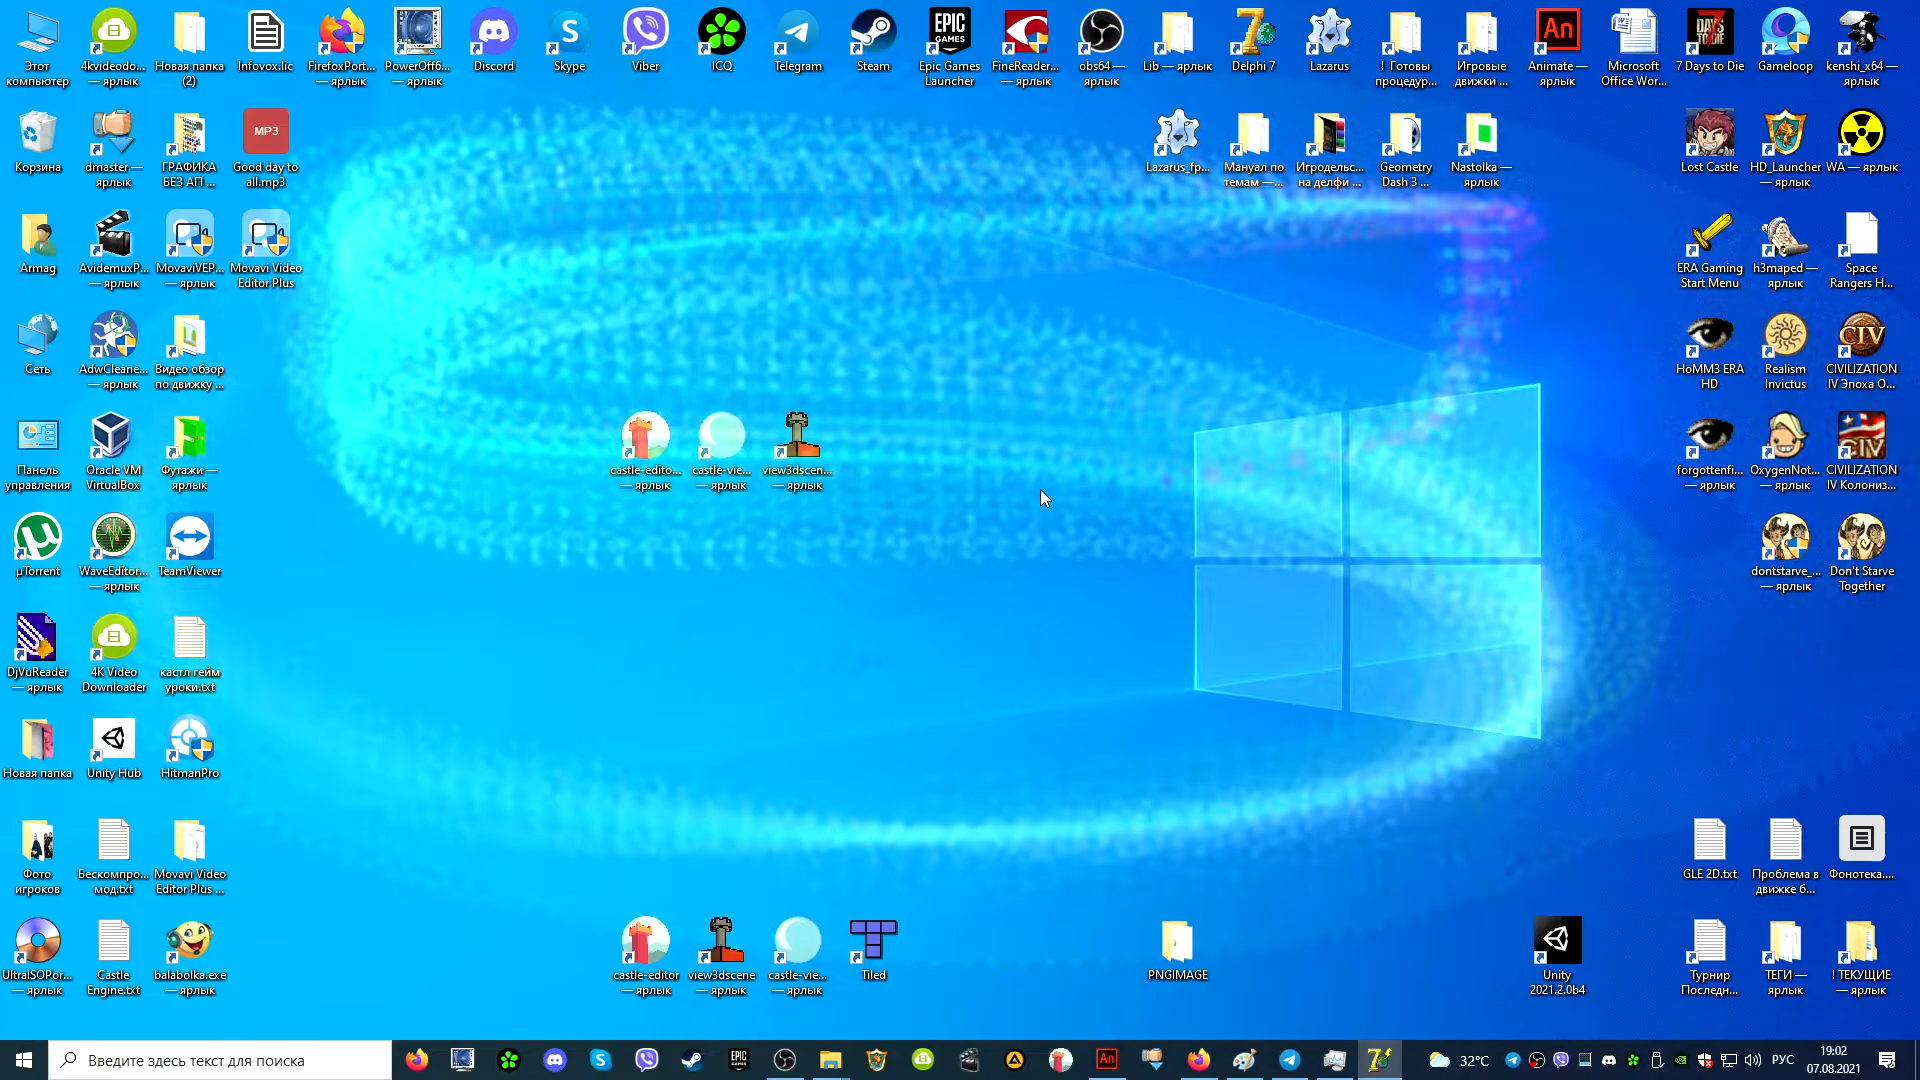 Этот
компьютер
4kvideodo...
— ярлык
Новая папка
(2)
Infovox.lic
FirefoxPort...
— ярлык
PowerOff6...
— ярлык
Discord
Skype
Viber
ICQ
Telegram
Steam
Epic Games
Launcher
FineReader...
— ярлык
obs64 —
ярлык
Lib — ярлык
Delphi 7
Lazarus
! Готовы
процедур...
Игровые
движки ...
Animate —
ярлык
Microsoft
Office Wor...
7 Days to Die
Gameloop
kenshi_x64 —
ярлык
Корзина
dmaster —
ярлык
ГРАФИКА
БЕЗ АП ...
MP3
Good day to
all.mp3
Lazarus_fp...
Мануал по
темам —...
Игродельс...
на делфи ...
Geometry
Dash 3 ...
Nastolka —
ярлык
Lost Castle
HD_Launcher
— ярлык
WA — ярлык
Armag
AvidemuxP...
— ярлык
MovaviVEP...
— ярлык
Movavi Video
Editor Plus
ERA Gaming
Start Menu
h3maped —
ярлык
Space
Rangers H...
Сеть
AdwCleane...
— ярлык
Видео обзор
по движку ...
HoMM3 ERA
HD
Realism
Invictus
CIVILIZATION
IV Эпоха О...
Панель
управления
Oracle VM
VirtualBox
Футажи —
ярлык
castle-edito...
— ярлык
castle-vie...
— ярлык
view3dscen...
— ярлык
forgottenfi...
— ярлык
OxygenNot...
— ярлык
CIVILIZATION
IV Колониз...
µTorrent
WaveEditor...
— ярлык
TeamViewer
dontstarve_...
— ярлык
Don't Starve
Together
DjVuReader
— ярлык
4K Video
Downloader
кастл гейм
уроки.txt
Новая папка
Unity Hub
HitmanPro
Фото
игроков
Бескомпро...
мод.txt
Movavi Video
Editor Plus ...
GLE 2D.txt
Проблема в
движке б...
Фонотека....
UltraISOPor...
— ярлык
Castle
Engine.txt
balabolka.exe
— ярлык
castle-editor
— ярлык
view3dscene
— ярлык
castle-vie...
— ярлык
Tiled
PNGIMAGE
Unity
2021.2.0b4
Турнир
Последн...
ТЕГИ —
ярлык
! ТЕКУЩИЕ
— ярлык
Введите здесь текст для поиска
32°C
РУС
19:02
07.08.2021